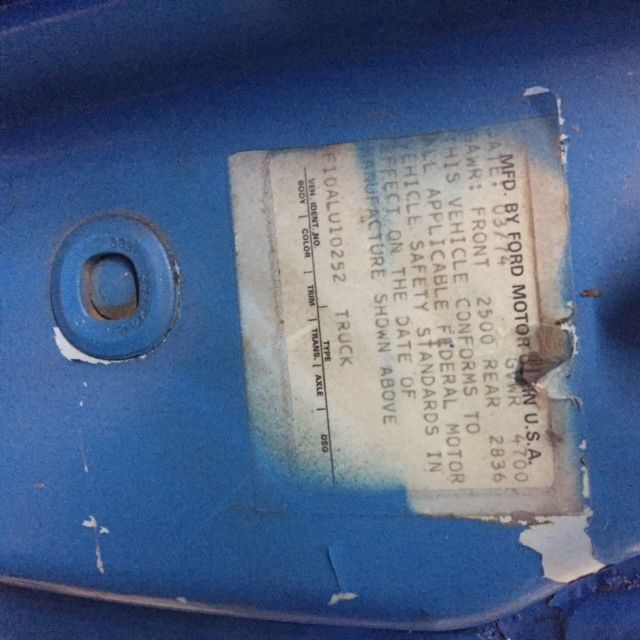 MFD. BY FORD MOTOR IN U.S.A.
DATE: 03/74 GVWR 4700
GAWR: FRONT 2500 REAR 2836
THIS VEHICLE CONFORMS TO
ALL APPLICABLE FEDERAL MOTOR
VEHICLE SAFETY STANDARDS IN
EFFECT ON THE DATE OF
MANUFACTURE SHOWN ABOVE
F10ALU10252 TRUCK
VEH. IDENT. NO. TYPE
BODY COLOR TRIM TRANS. AXLE DSO